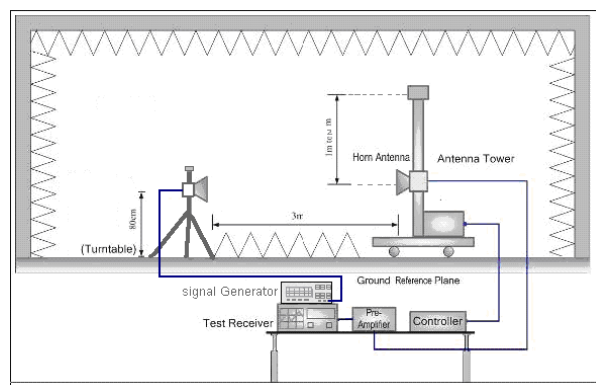 1m to 4 m
Horn Antenna
Antenna Tower
80cm
3m
(Turntable)
Ground Reference Plane
signal Generator
Test Receiver
Pre-
Amplifier
Controller